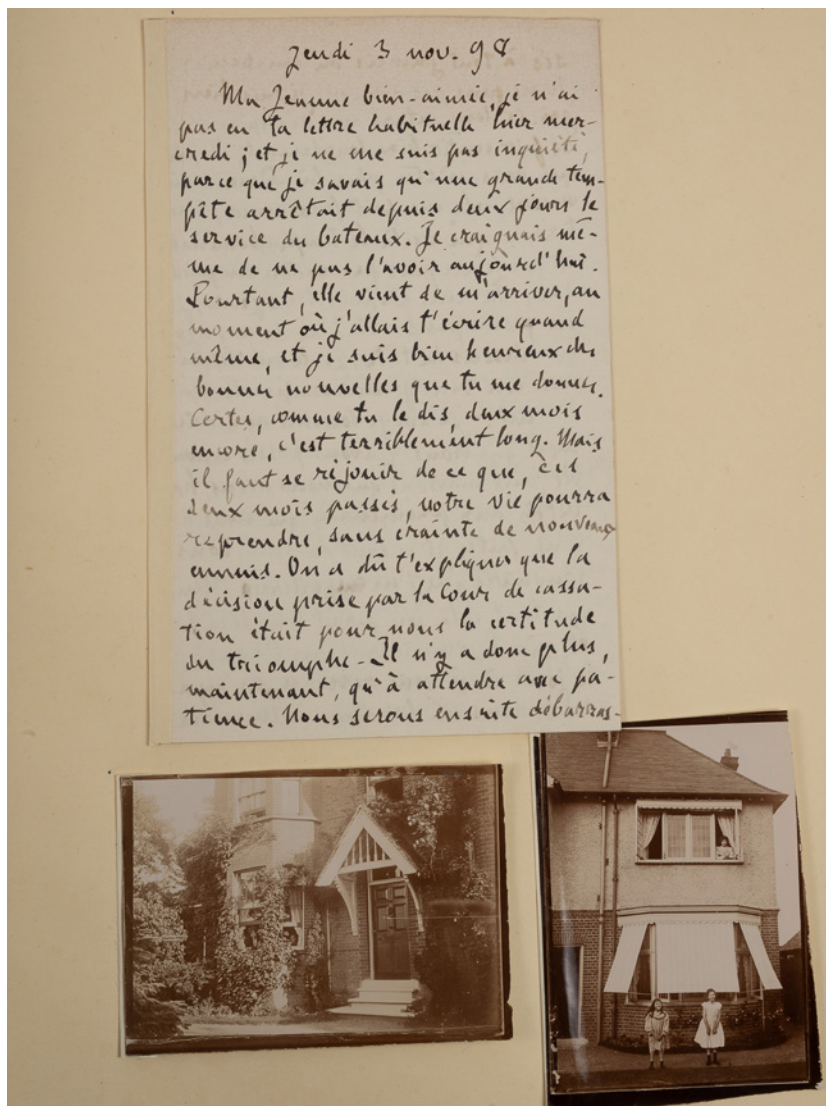 Jeudi 3 nov. 98
Ma Jeanne bien-aimée, je n'ai
pas eu ta lettre habituelle hier mer-
credi ; et je ne me suis pas inquiété,
parce que je savais qu'une grande tem-
pête arrêtait depuis deux jours le
service du bateaux. Je craignais mê-
me de ne pas l'avoir aujourd'hui.
Pourtant, elle vient de m'arriver, au
moment où j'allais t'écrire quand
même, et je suis bien heureux des
bonnes nouvelles que tu me donnes.
Certes, comme tu le dis, deux mois
encore, c'est terriblement long. Mais
il faut se réjouir de ce que, ces
deux mois passés, notre vie pourra
reprendre, sans crainte de nouveaux
ennuis. On a dû t'expliquer que la
décision prise par la Cour de cassa-
tion était pour nous la certitude
du triomphe. Il n'y a donc plus,
maintenant, qu'à attendre avec pa-
tience. Nous serons ensuite débarras-